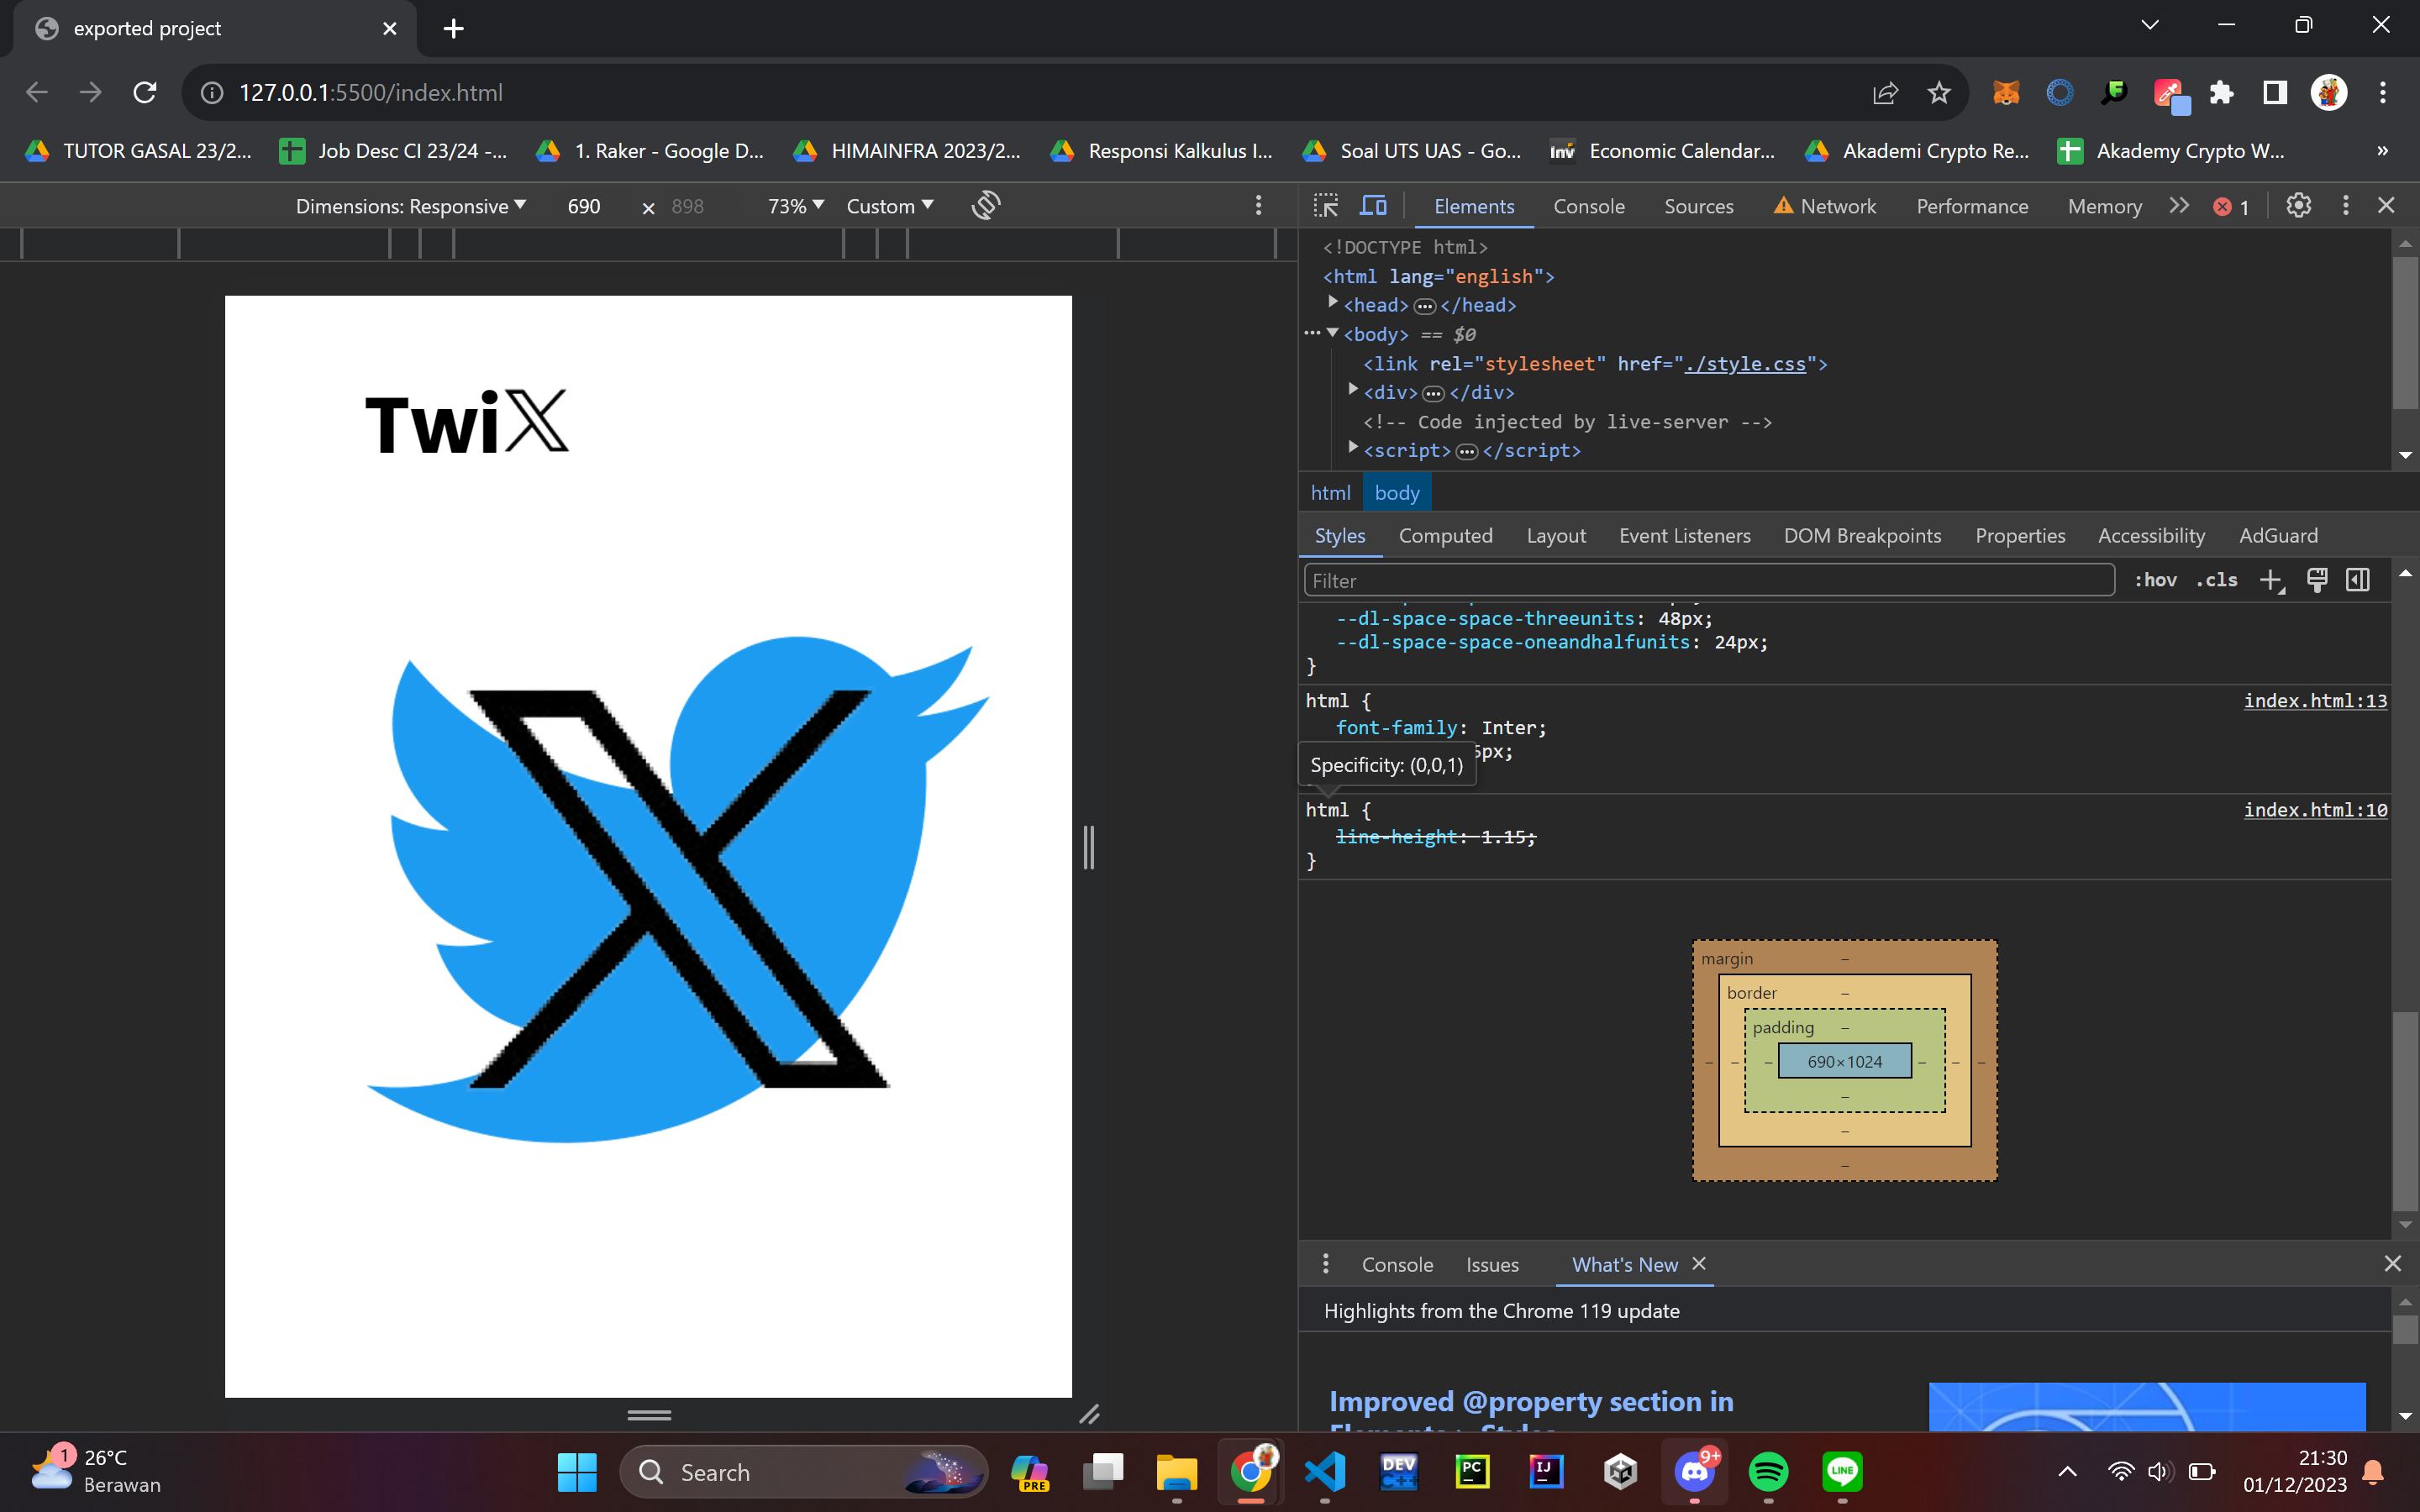 exported project
127.0.0.1:5500/index.html
TUTOR GASAL 23/2...
Job Desc CI 23/24 -...
1. Raker - Google D...
HIMAINFRA 2023/2...
Responsi Kalkulus I...
Soal UTS UAS - Go...
Inv Economic Calendar...
Akademi Crypto Re...
Akademy Crypto W...
»
Dimensions: Responsive 690 × 898 73% Custom
Elements Console Sources Network Performance Memory 1
<!DOCTYPE html>
<html lang="english">
<head>…</head>
<body> == $0
<link rel="stylesheet" href="./style.css">
<div>…</div>
<!-- Code injected by live-server -->
<script>…</script>
html body
Styles Computed Layout Event Listeners DOM Breakpoints Properties Accessibility AdGuard
Filter :hov .cls
--dl-space-space-threeunits: 48px;
--dl-space-space-oneandhalfunits: 24px;
}
html { index.html:13
font-family: Inter;
px;
Specificity: (0,0,1)
html { index.html:10
line-height: 1.15;
}
margin –
border –
padding –
– – – 690×1024 – – –
–
–
–
TwiX
X
Console Issues What's New
Highlights from the Chrome 119 update
Improved @property section in
1
26°C
Berawan
Search
PRE
DEV C++
PC
IJ
9+
LINE
21:30
01/12/2023